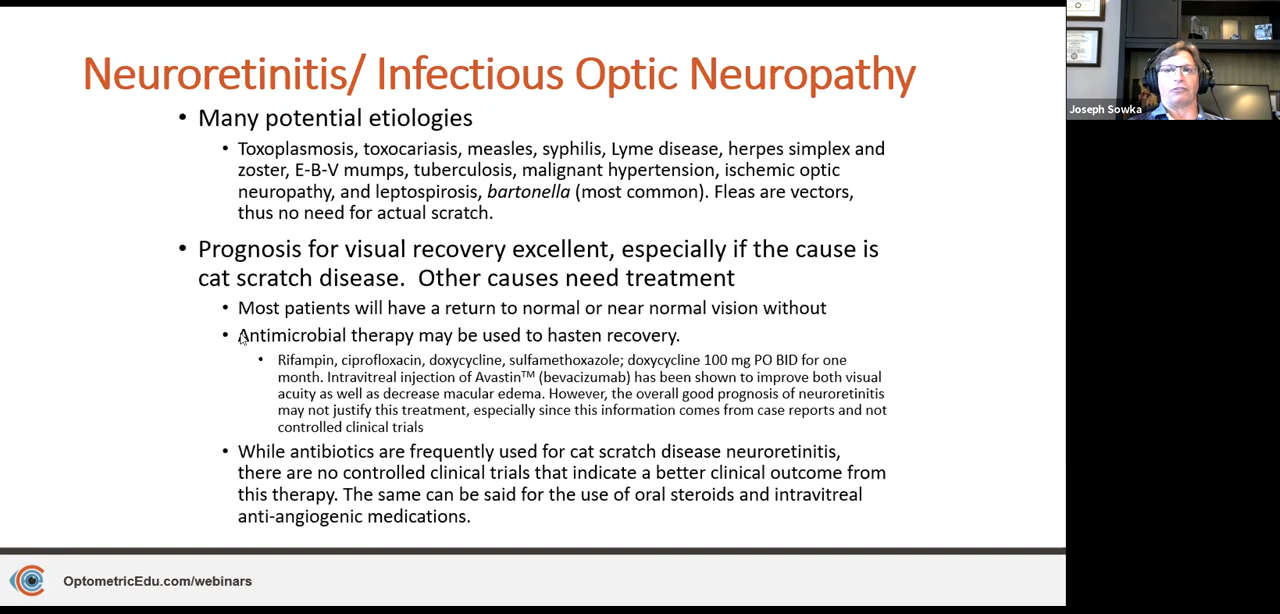 Neuroretinitis/ Infectious Optic Neuropathy
• Many potential etiologies
• Toxoplasmosis, toxocariasis, measles, syphilis, Lyme disease, herpes simplex and
zoster, E-B-V mumps, tuberculosis, malignant hypertension, ischemic optic
neuropathy, and leptospirosis, bartonella (most common). Fleas are vectors,
thus no need for actual scratch.
• Prognosis for visual recovery excellent, especially if the cause is
cat scratch disease.  Other causes need treatment
• Most patients will have a return to normal or near normal vision without
• Antimicrobial therapy may be used to hasten recovery.
• Rifampin, ciprofloxacin, doxycycline, sulfamethoxazole; doxycycline 100 mg PO BID for one
month. Intravitreal injection of Avastin™ (bevacizumab) has been shown to improve both visual
acuity as well as decrease macular edema. However, the overall good prognosis of neuroretinitis
may not justify this treatment, especially since this information comes from case reports and not
controlled clinical trials
• While antibiotics are frequently used for cat scratch disease neuroretinitis,
there are no controlled clinical trials that indicate a better clinical outcome from
this therapy. The same can be said for the use of oral steroids and intravitreal
anti-angiogenic medications.
OptometricEdu.com/webinars
Joseph Sowka